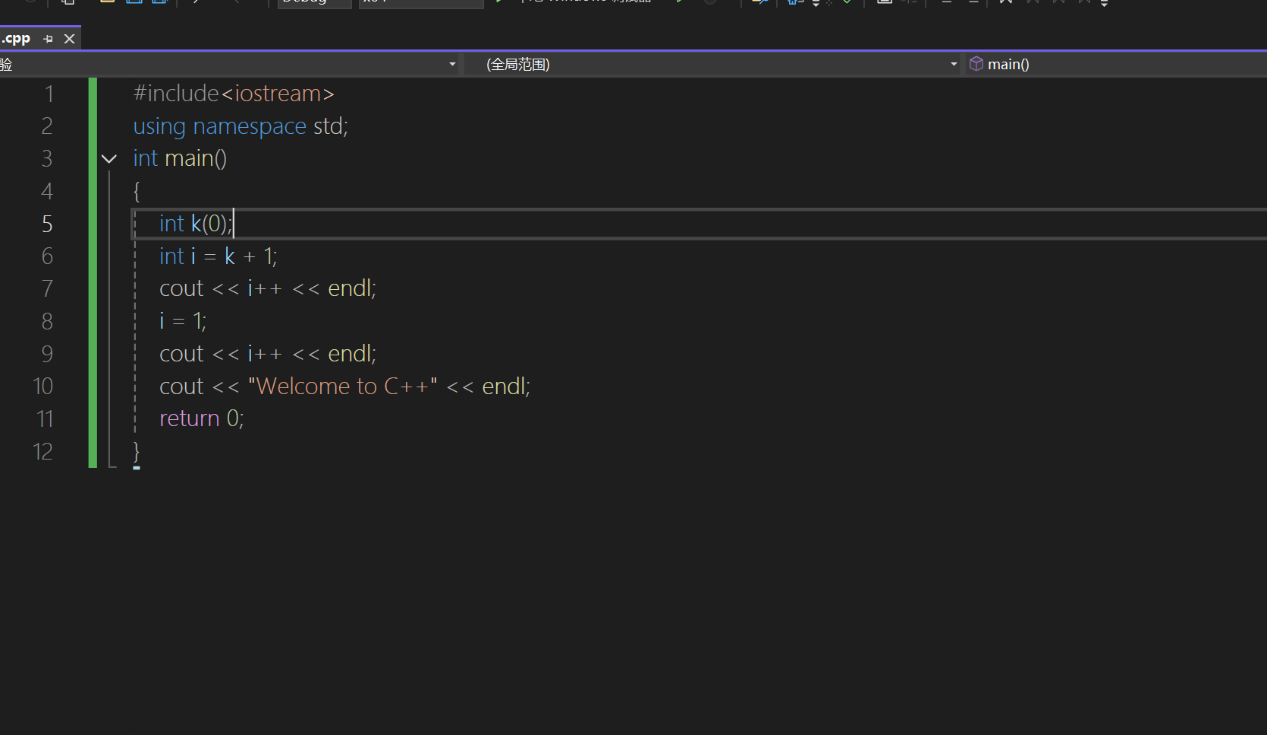 .cpp
验 (全局范围) main()
1 #include<iostream>
2 using namespace std;
3 int main()
4 {
5 int k(0);
6 int i = k + 1;
7 cout << i++ << endl;
8 i = 1;
9 cout << i++ << endl;
10 cout << "Welcome to C++" << endl;
11 return 0;
12 }